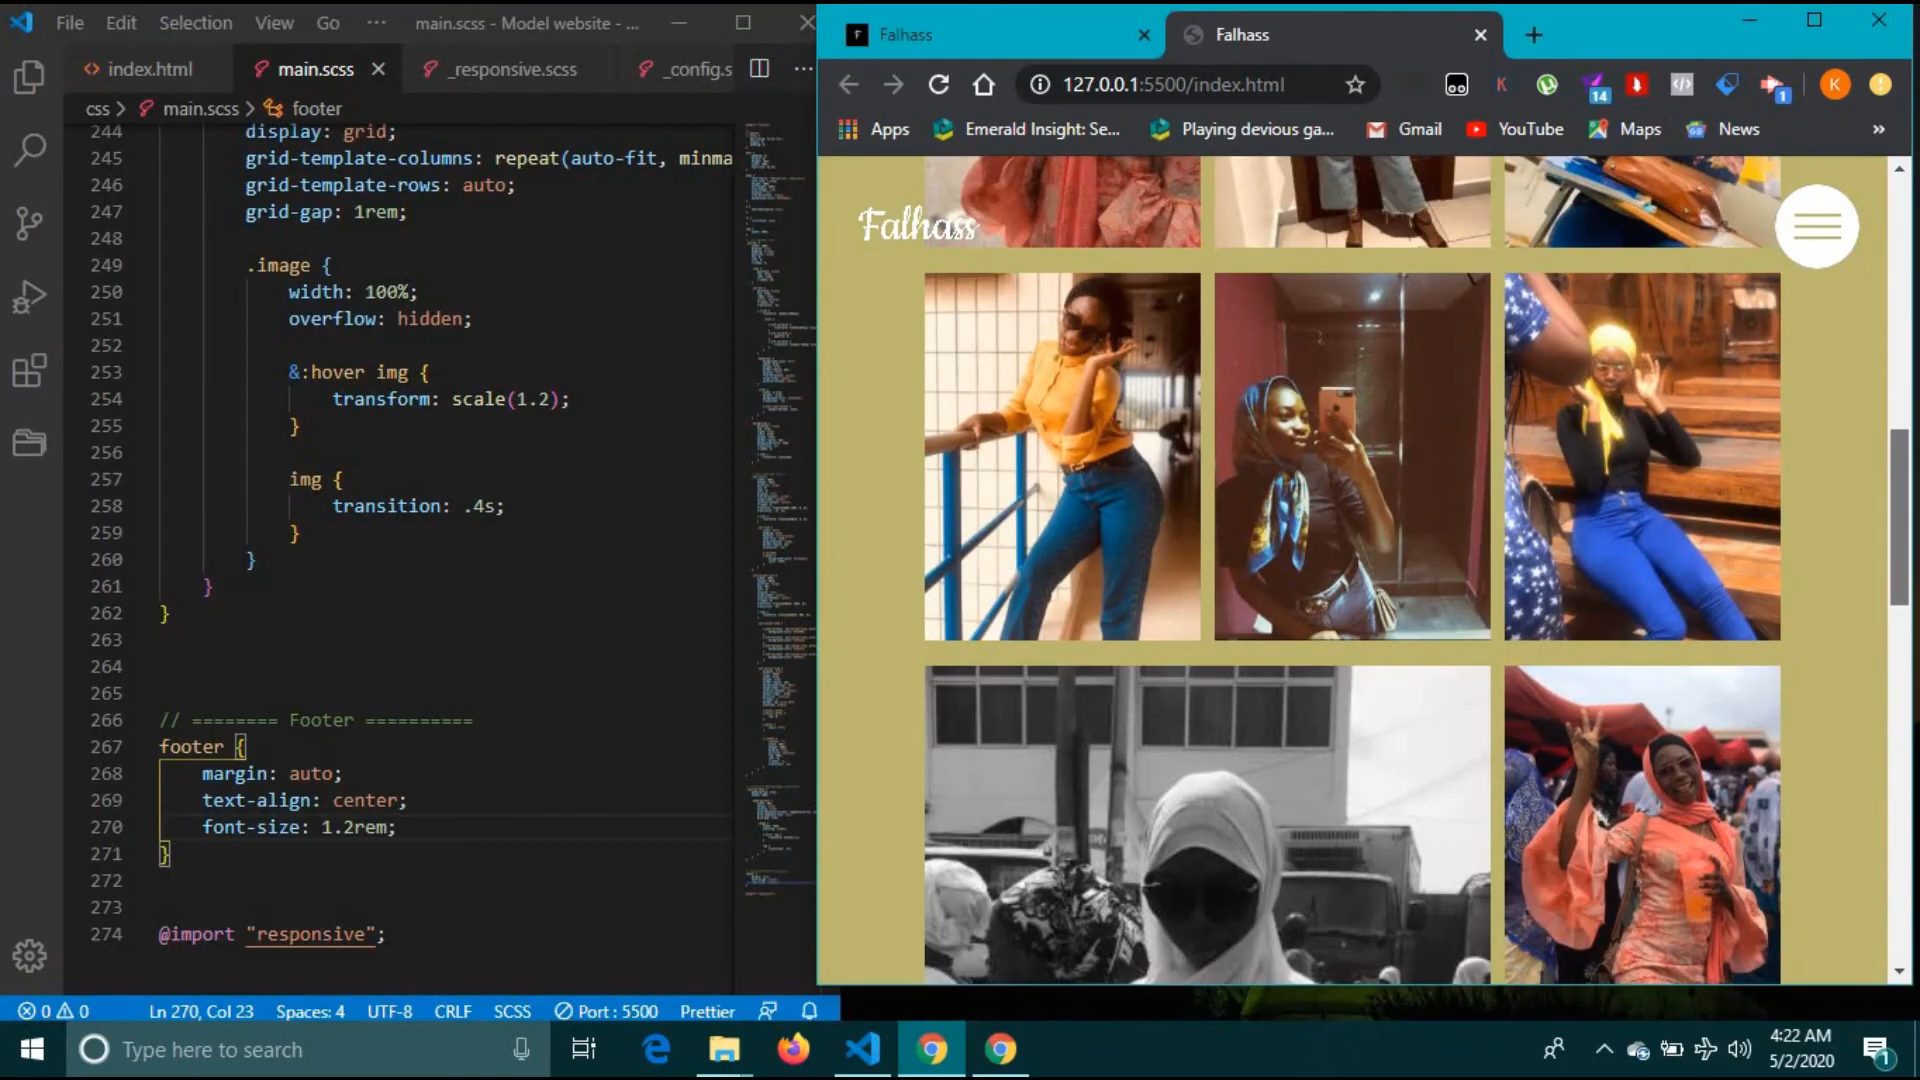 File Edit Selection View Go ··· main.scss - Model website - ...
index.html main.scss _responsive.scss _config.s ...
css > main.scss > footer
244 display: grid;
245 grid-template-columns: repeat(auto-fit, minma
246 grid-template-rows: auto;
247 grid-gap: 1rem;
248
249 .image {
250 width: 100%;
251 overflow: hidden;
252
253 &:hover img {
254 transform: scale(1.2);
255 }
256
257 img {
258 transition: .4s;
259 }
260 }
261 }
262 }
263
264
265
266 // ======== Footer ==========
267 footer {
268 margin: auto;
269 text-align: center;
270 font-size: 1.2rem;
271 }
272
273
274 @import "responsive";
0 0 Ln 270, Col 23 Spaces: 4 UTF-8 CRLF SCSS Port : 5500 Prettier
Falhass Falhass
127.0.0.1:5500/index.html 14 1 K
Apps Emerald Insight: Se... Playing devious ga... Gmail YouTube Maps News »
Falhass
Type here to search
4:22 AM
5/2/2020
1